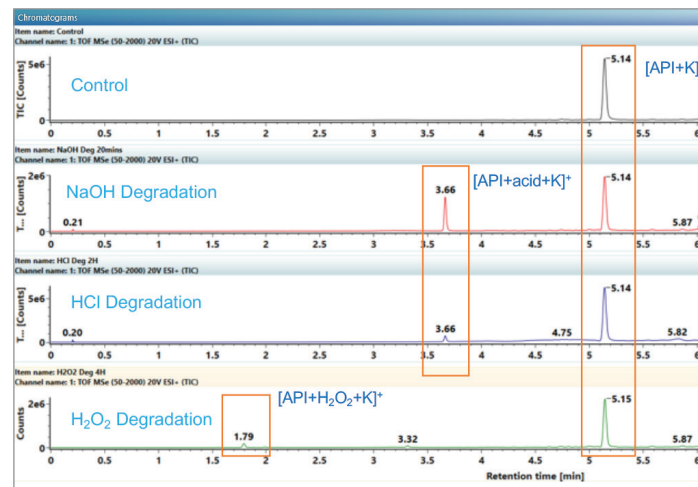 Chromatograms
Item name: Control
Channel name: 1: TOF MSe (50-2000) 20V ESI+ (TIC)
TIC [Counts]
5e6
0
Control
5.14
[API+K]
0 0.5 1 1.5 2 2.5 3 3.5 4 4.5 5 5.5 6
Item name: NaOH Deg 20mins
Channel name: 1: TOF MSe (50-2000) 20V ESI+ (TIC)
T... [Counts]
2e6
0
NaOH Degradation
0.21
3.66
[API+acid+K]⁺
5.14
5.87
0 0.5 1 1.5 2 2.5 3 3.5 4 4.5 5 5.5 6
Item name: HCl Deg 2H
Channel name: 1: TOF MSe (50-2000) 20V ESI+ (TIC)
T... [Counts]
5e6
0
HCl Degradation
0.20
3.66
4.75
5.14
5.82
0 0.5 1 1.5 2 2.5 3 3.5 4 4.5 5 5.5 6
Item name: H2O2 Deg 4H
Channel name: 1: TOF MSe (50-2000) 20V ESI+ (TIC)
Counts
2e6
0
H₂O₂ Degradation
1.79
[API+H₂O₂+K]⁺
3.32
5.15
5.87
0 0.5 1 1.5 2 2.5 3 3.5 4 4.5 5 5.5 6
Retention time [min]